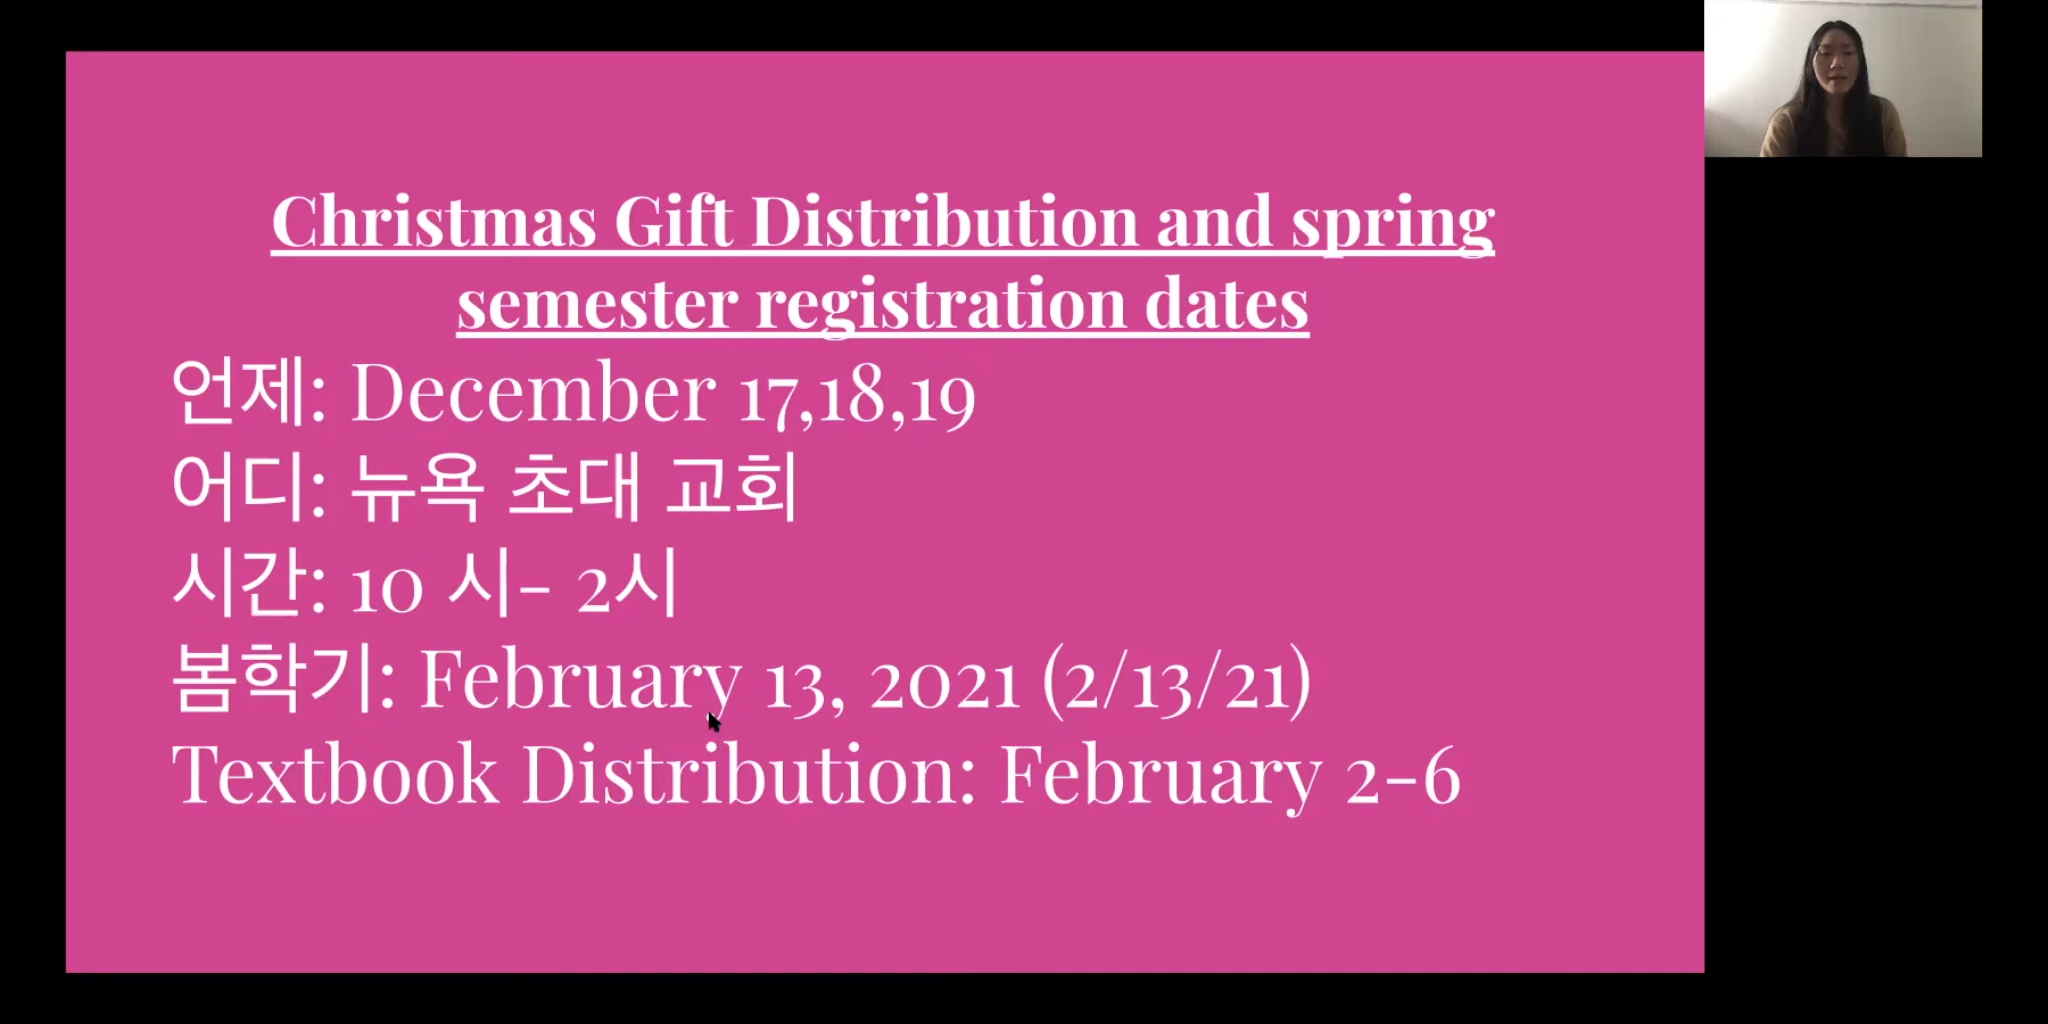 Christmas Gift Distribution and spring
semester registration dates
언제: December 17,18,19
어디: 뉴욕 초대 교회
시간: 10 시- 2시
봄학기: February 13, 2021 (2/13/21)
Textbook Distribution: February 2-6